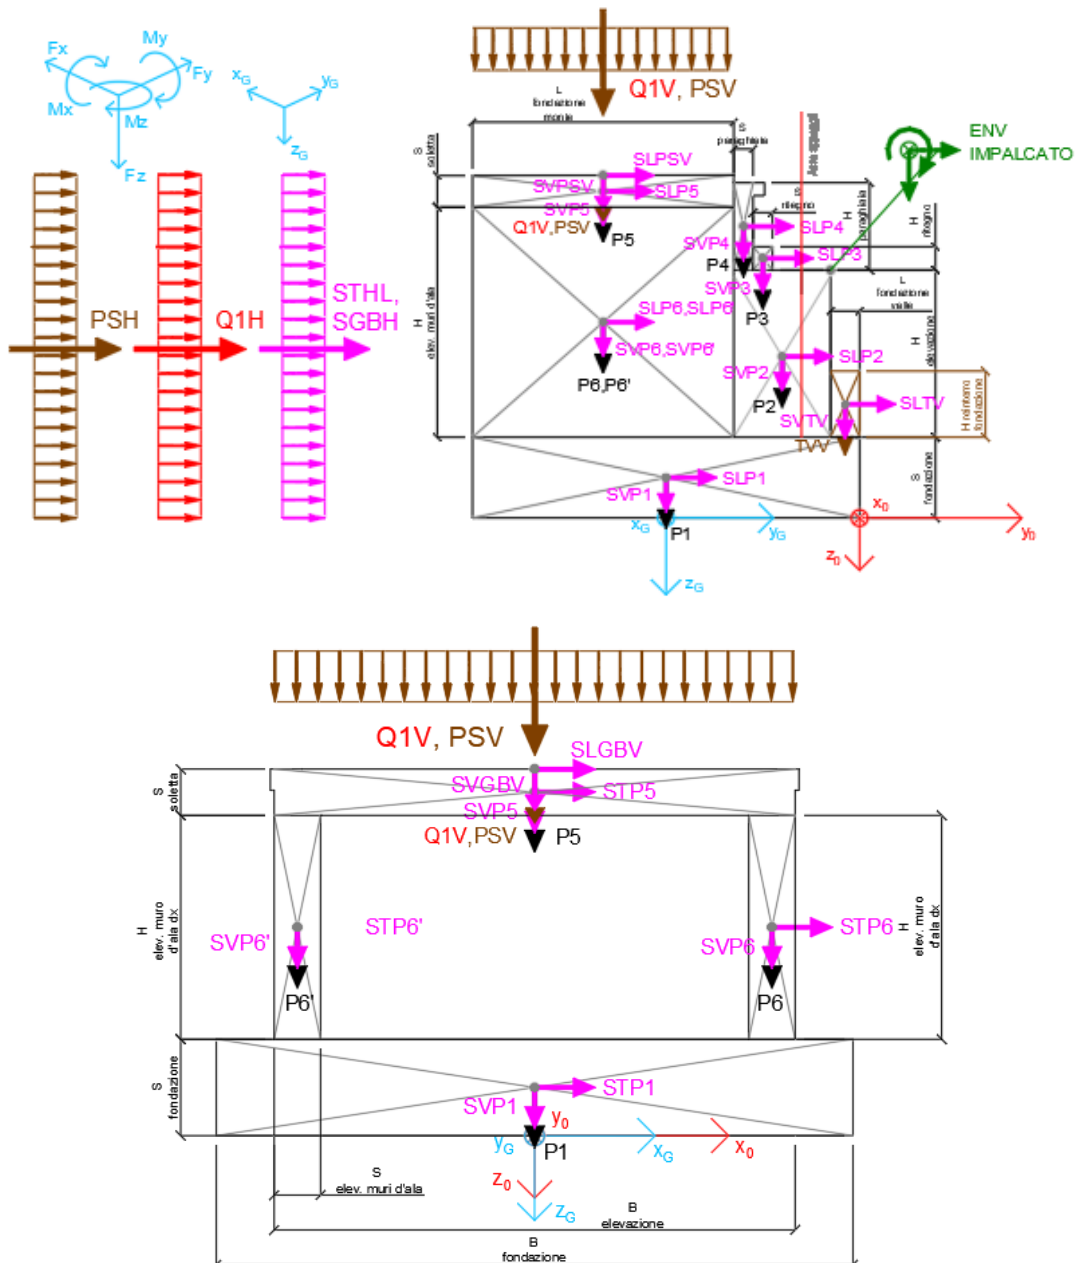 Fx
My
Fy
Mx
Mz
Fz
xG
yG
zG
Q1V, PSV
L
fondazione
monte
S
paraghiaia
S
soletta
ENV
IMPALCATO
PSH
Q1H
STHL,
SGBH
SLPSV
SVPSV
SLP5
SVP5
Q1V,PSV
P5
S
ritegno
H
paraghiaia
H
ritegno
SLP4
SVP4
P4
SLP3
SVP3
P3
L
fondazione
valle
H
elev. muri d'ala
SLP6,SLP6'
SVP6,SVP6'
P6,P6'
SLP2
SVP2
P2
H
elevazione
SLTV
SVTV
TVV
H reinterro
fondazione
SLP1
SVP1
P1
S
fondazione
xG
yG
zG
x0
y0
z0
Q1V, PSV
SLGBV
SVGBV
STP5
SVP5
Q1V,PSV
P5
S
soletta
H
elev. muro
d'ala dx
SVP6'
STP6'
P6'
SVP6
STP6
P6
H
elev. muro
d'ala dx
S
fondazione
STP1
SVP1
y0
yG
P1
xG
x0
z0
zG
S
elev. muri d'ala
B
elevazione
B
fondazione